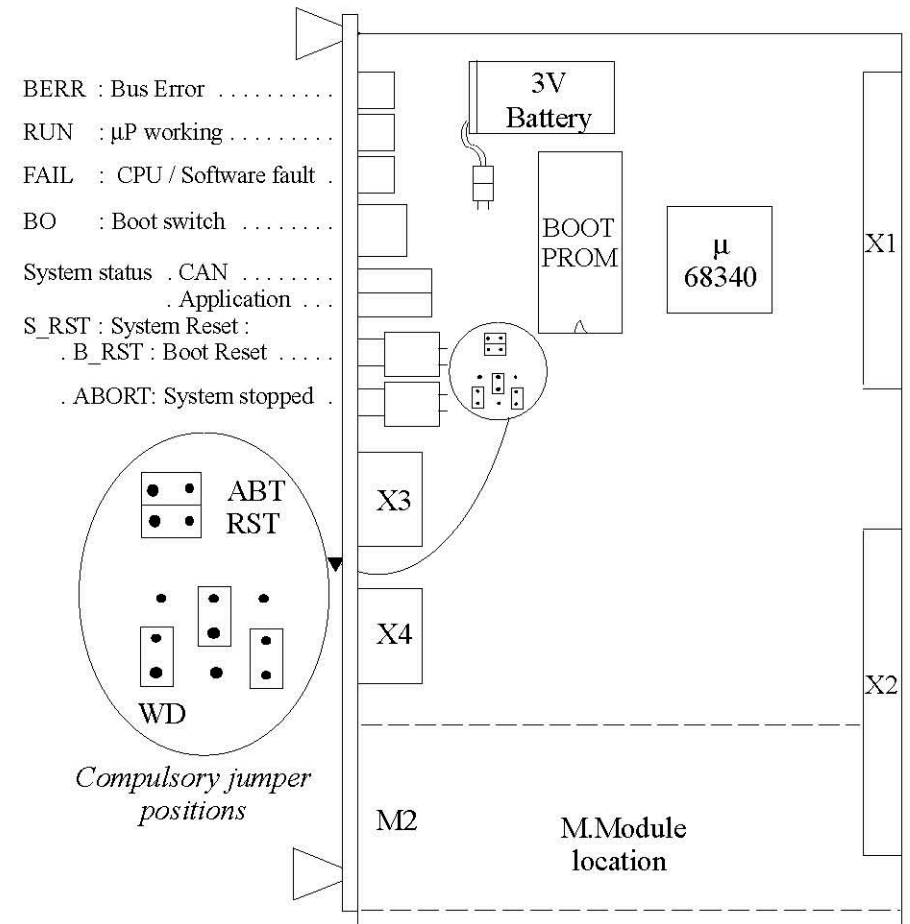 BERR : Bus Error . . . . . . . . . .
RUN : µP working . . . . . . . . .
FAIL : CPU / Software fault .
BO : Boot switch . . . . . . . .
System status . CAN . . . . . . . .
. Application . . .
S_RST : System Reset :
. B_RST : Boot Reset . . . . .
. ABORT: System stopped .
3V
Battery
BOOT
PROM
µ
68340
X1
ABT
RST
WD
Compulsory jumper
positions
X3
X4
X2
M2
M.Module
location